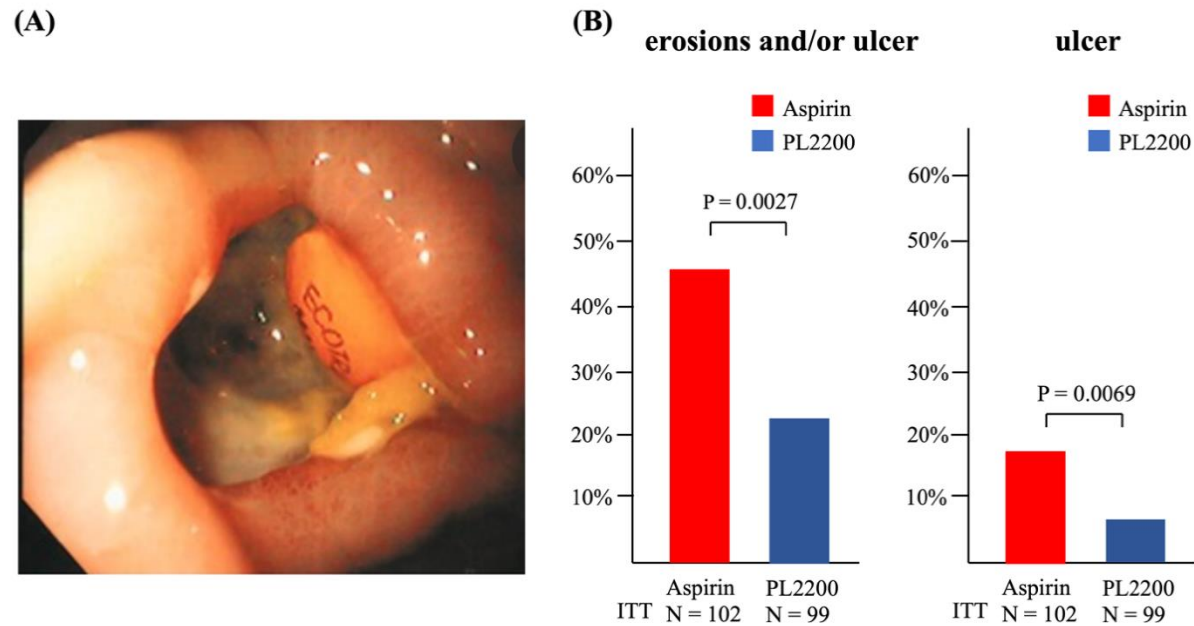 (A)
(B)
erosions and/or ulcer
ulcer
Aspirin
PL2200
60%
50%
40%
30%
20%
10%
P = 0.0027
Aspirin PL2200
ITT N = 102 N = 99
Aspirin
PL2200
60%
50%
40%
30%
20%
10%
P = 0.0069
Aspirin PL2200
ITT N = 102 N = 99